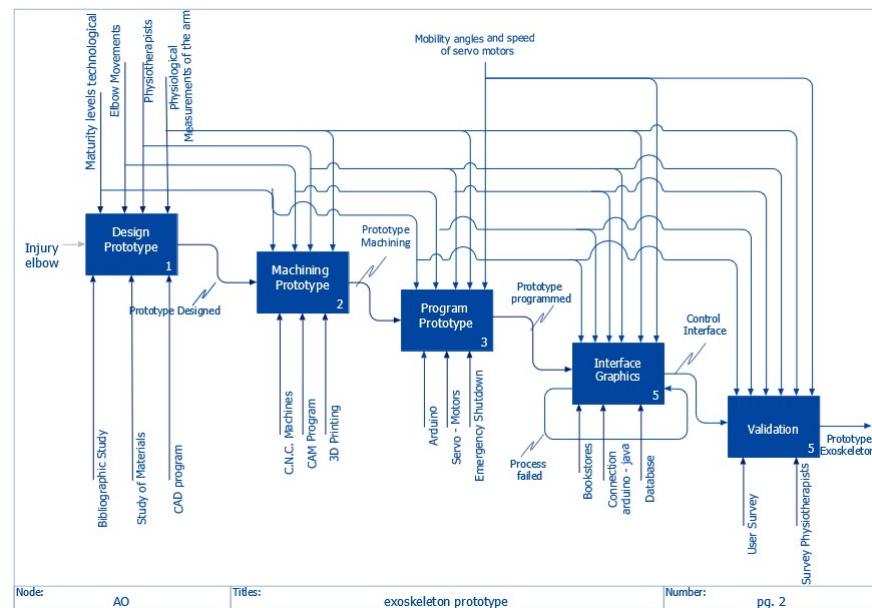 Mobility angles and speed
of servo motors
Maturity levels technological
Elbow Movements
Physiotherapists
Physiological
Measurements of the arm
Injury
elbow
Design
Prototype
1
Prototype Designed
Machining
Prototype
2
Prototype
Machining
Program
Prototype
3
Prototype
programmed
Interface
Graphics
5
Control
Interface
Process
failed
Validation
5
Prototype
Exoskeleton
Bibliographic Study
Study of Materials
CAD program
C.N.C. Machines
CAM Program
3D Printing
Arduino
Servo - Motors
Emergency Shutdown
Bookstores
Connection
arduino - java
Database
User Survey
Survey Physiotherapists
Node:
AO
Titles:
exoskeleton prototype
Number:
pg. 2